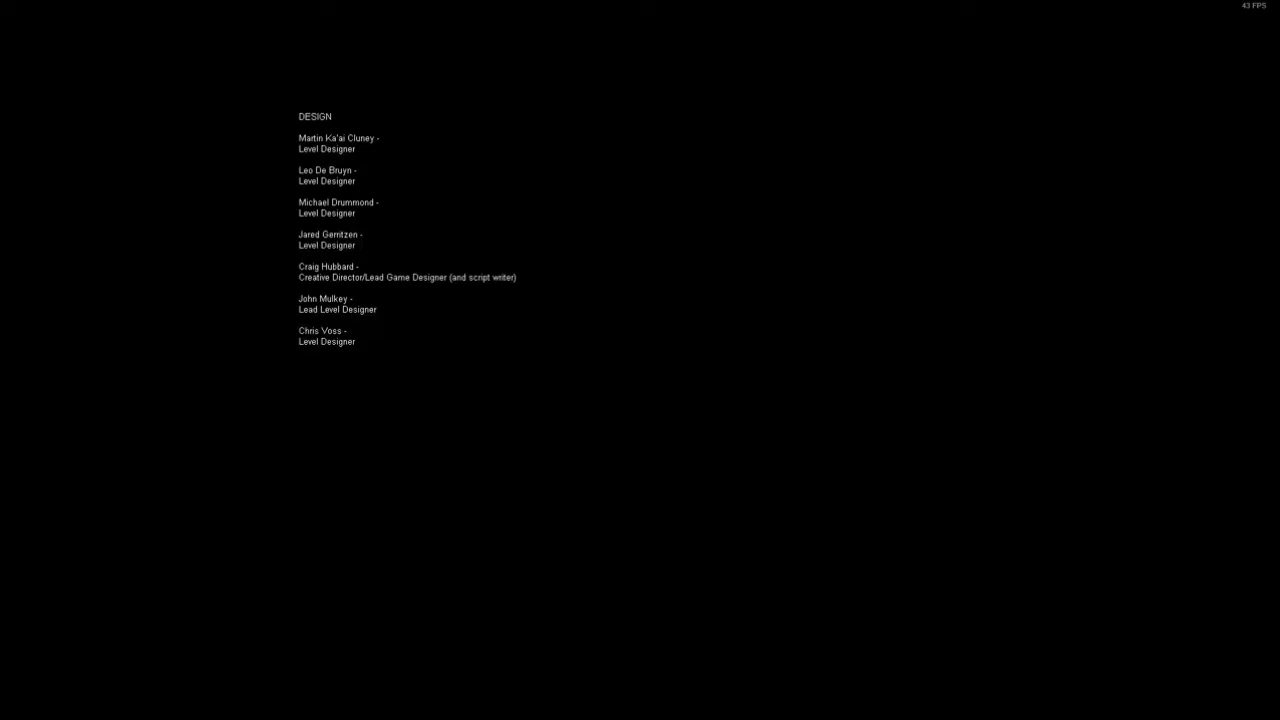 43 FPS
DESIGN
Martin Ka'ai Cluney -
Level Designer
Leo De Bruyn -
Level Designer
Michael Drummond -
Level Designer
Jared Gerritzen -
Level Designer
Craig Hubbard -
Creative Director/Lead Game Designer (and script writer)
John Mulkey -
Lead Level Designer
Chris Voss -
Level Designer